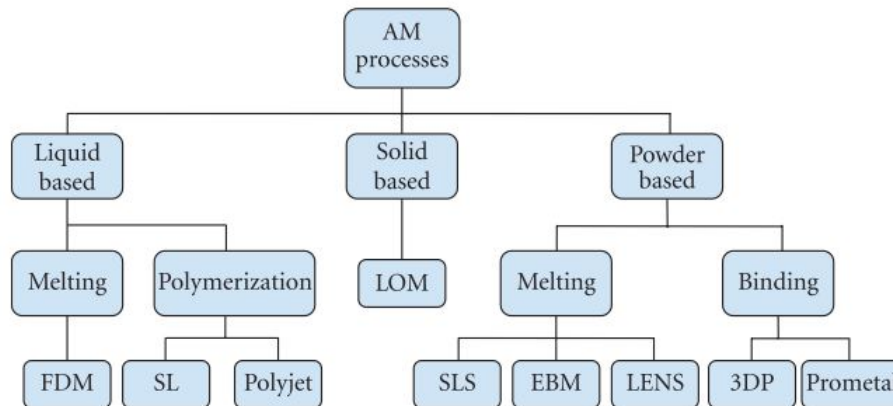 AM
processes
Liquid
based
Solid
based
Powder
based
Melting
Polymerization
LOM
Melting
Binding
FDM
SL
Polyjet
SLS
EBM
LENS
3DP
Prometal